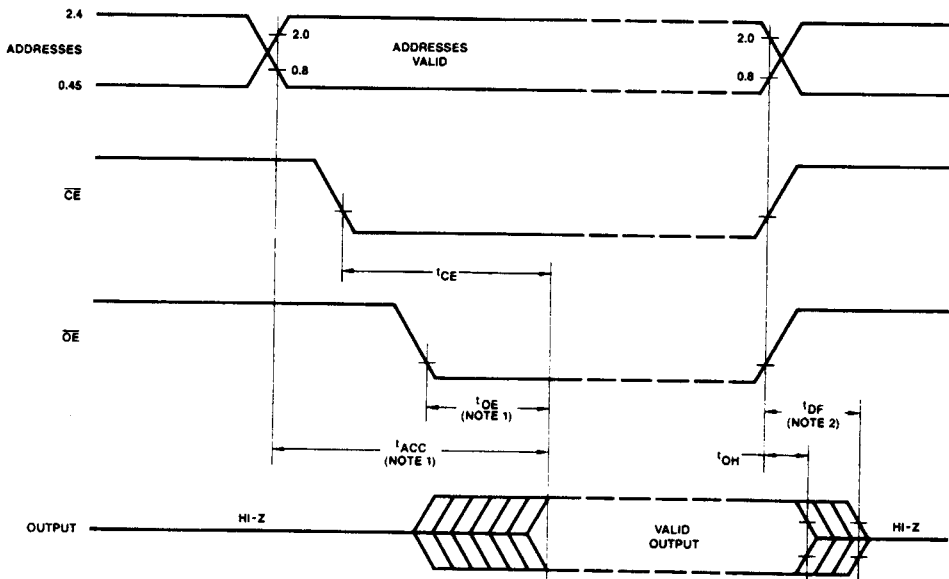 2.4
ADDRESSES
0.45
2.0
0.8
ADDRESSES
VALID
2.0
0.8
CE
tCE
OE
tOE
(NOTE 1)
tDF
(NOTE 2)
tACC
(NOTE 1)
tOH
OUTPUT
HI-Z
VALID
OUTPUT
HI-Z